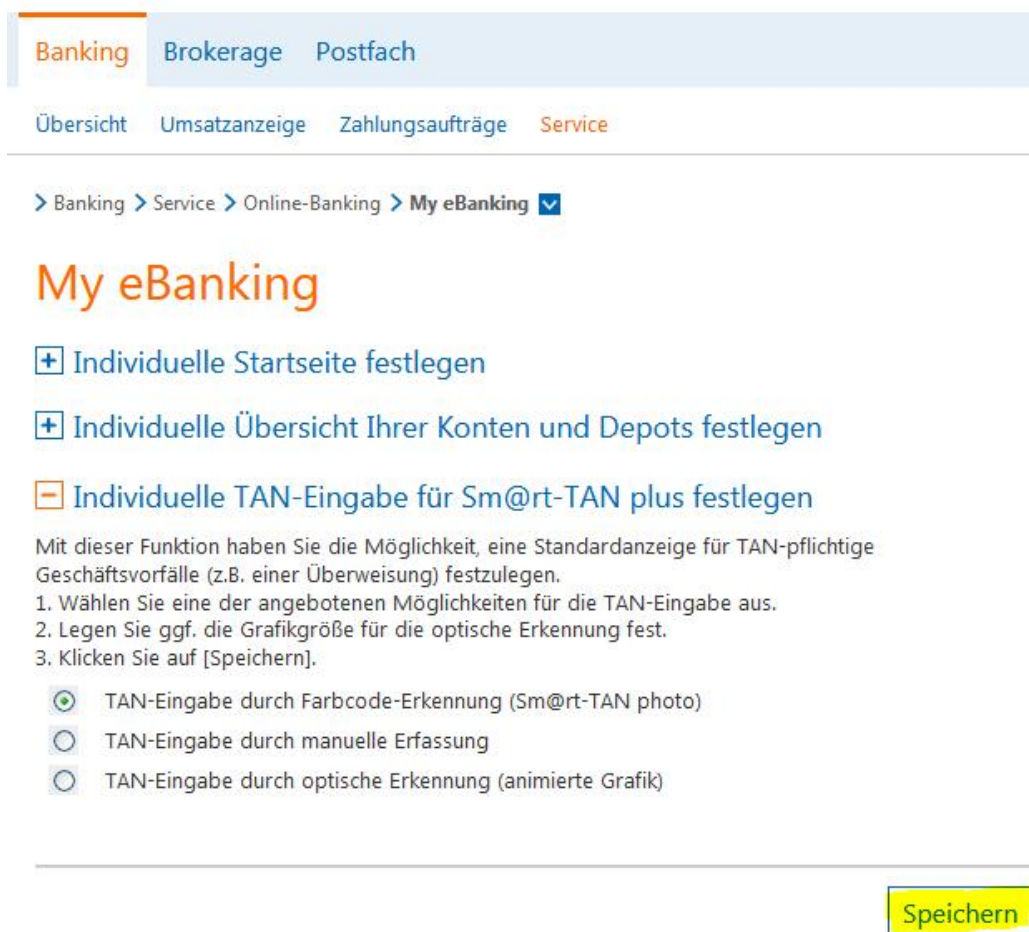 Banking Brokerage Postfach
Übersicht Umsatzanzeige Zahlungsaufträge Service
Banking Service Online-Banking My eBanking
My eBanking
Individuelle Startseite festlegen
Individuelle Übersicht Ihrer Konten und Depots festlegen
Individuelle TAN-Eingabe für Sm@rt-TAN plus festlegen
Mit dieser Funktion haben Sie die Möglichkeit, eine Standardanzeige für TAN-pflichtige
Geschäftsvorfälle (z.B. einer Überweisung) festzulegen.
1. Wählen Sie eine der angebotenen Möglichkeiten für die TAN-Eingabe aus.
2. Legen Sie ggf. die Grafikgröße für die optische Erkennung fest.
3. Klicken Sie auf [Speichern].
TAN-Eingabe durch Farbcode-Erkennung (Sm@rt-TAN photo)
TAN-Eingabe durch manuelle Erfassung
TAN-Eingabe durch optische Erkennung (animierte Grafik)
Speichern